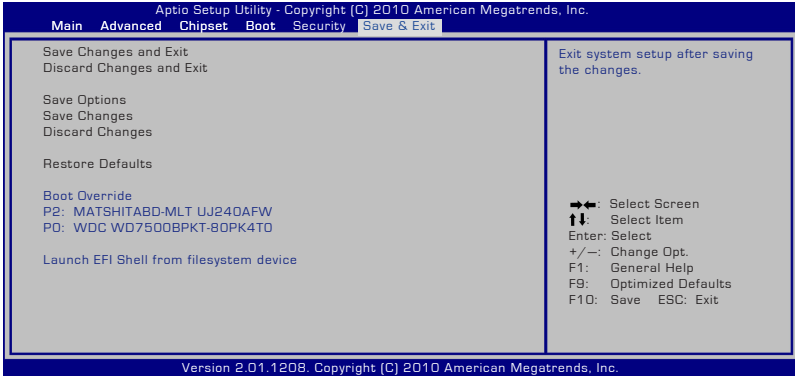 Aptio Setup Utility - Copyright (C) 2010 American Megatrends, Inc.
Main Advanced Chipset Boot Security Save & Exit
Save Changes and Exit
Discard Changes and Exit
Save Options
Save Changes
Discard Changes
Restore Defaults
Boot Override
P2: MATSHITABD-MLT UJ240AFW
P0: WDC WD7500BPKT-80PK4T0
Launch EFI Shell from filesystem device
Exit system setup after saving
the changes.
→←: Select Screen
↑↓: Select Item
Enter: Select
+/—: Change Opt.
F1: General Help
F9: Optimized Defaults
F10: Save ESC: Exit
Version 2.01.1208. Copyright (C) 2010 American Megatrends, Inc.